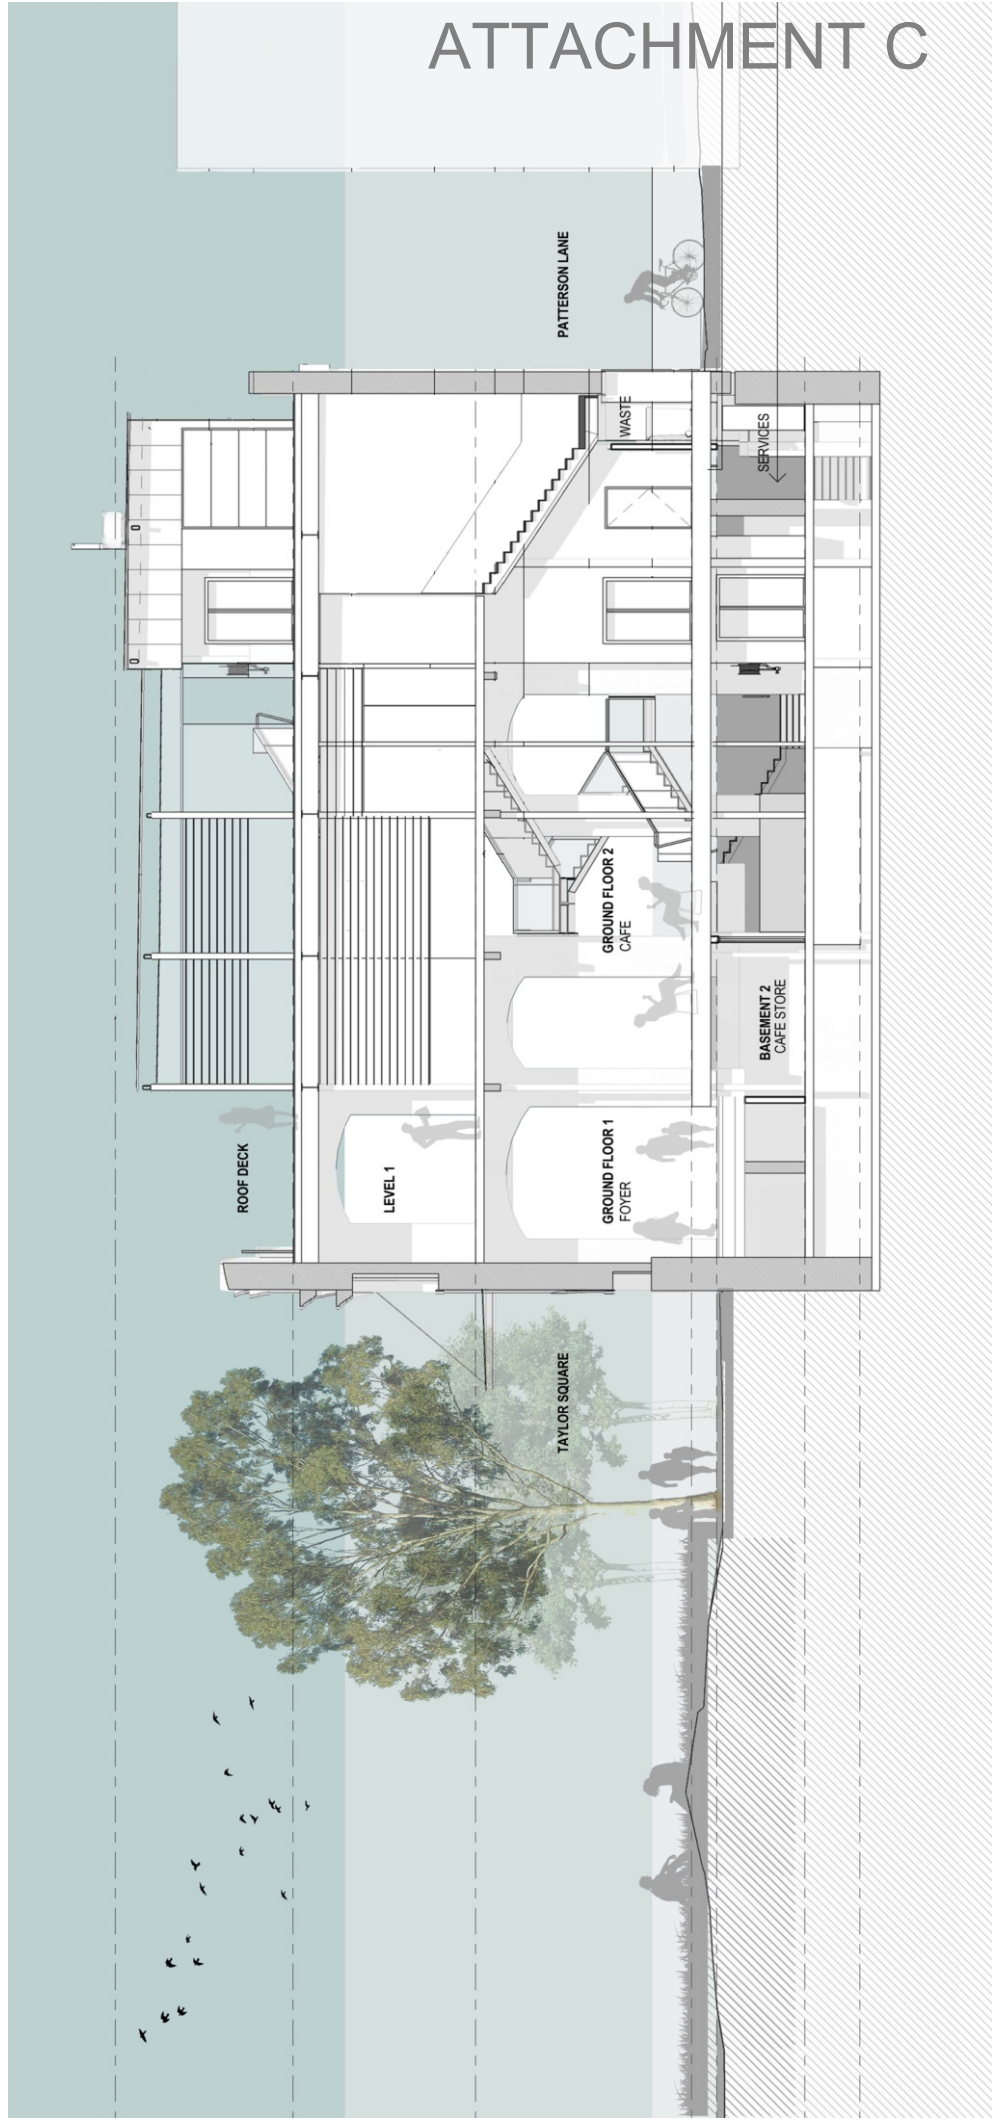 ATTACHMENT C
ROOF DECK
LEVEL 1
TAYLOR SQUARE
PATTERSON LANE
GROUND FLOOR 1
FOYER
GROUND FLOOR 2
CAFE
WASTE
BASEMENT 2
CAFE STORE
SERVICES